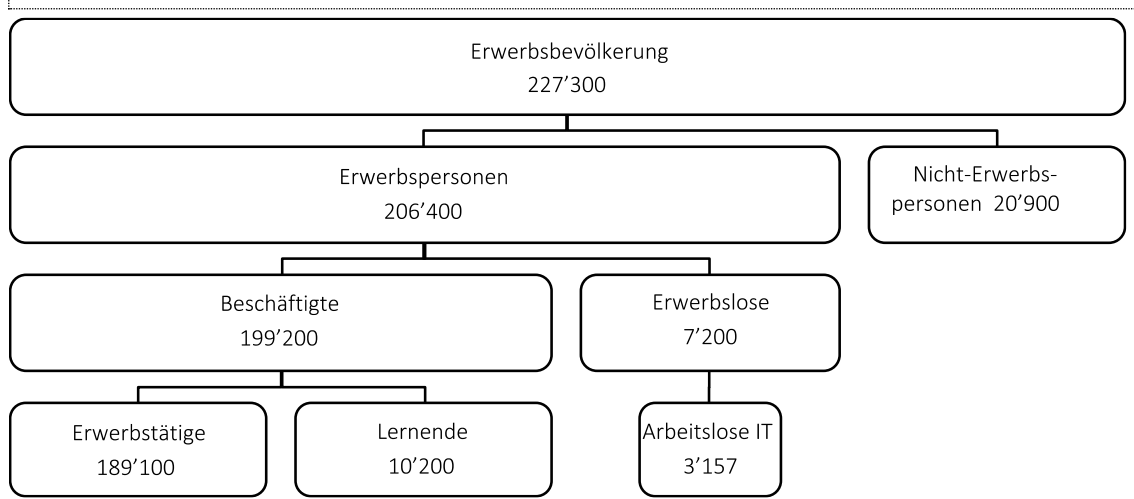 Erwerbsbevölkerung
227’300
Erwerbspersonen
206’400
Nicht-Erwerbs-
personen 20’900
Beschäftigte
199’200
Erwerbslose
7’200
Erwerbstätige
189’100
Lernende
10’200
Arbeitslose IT
3’157